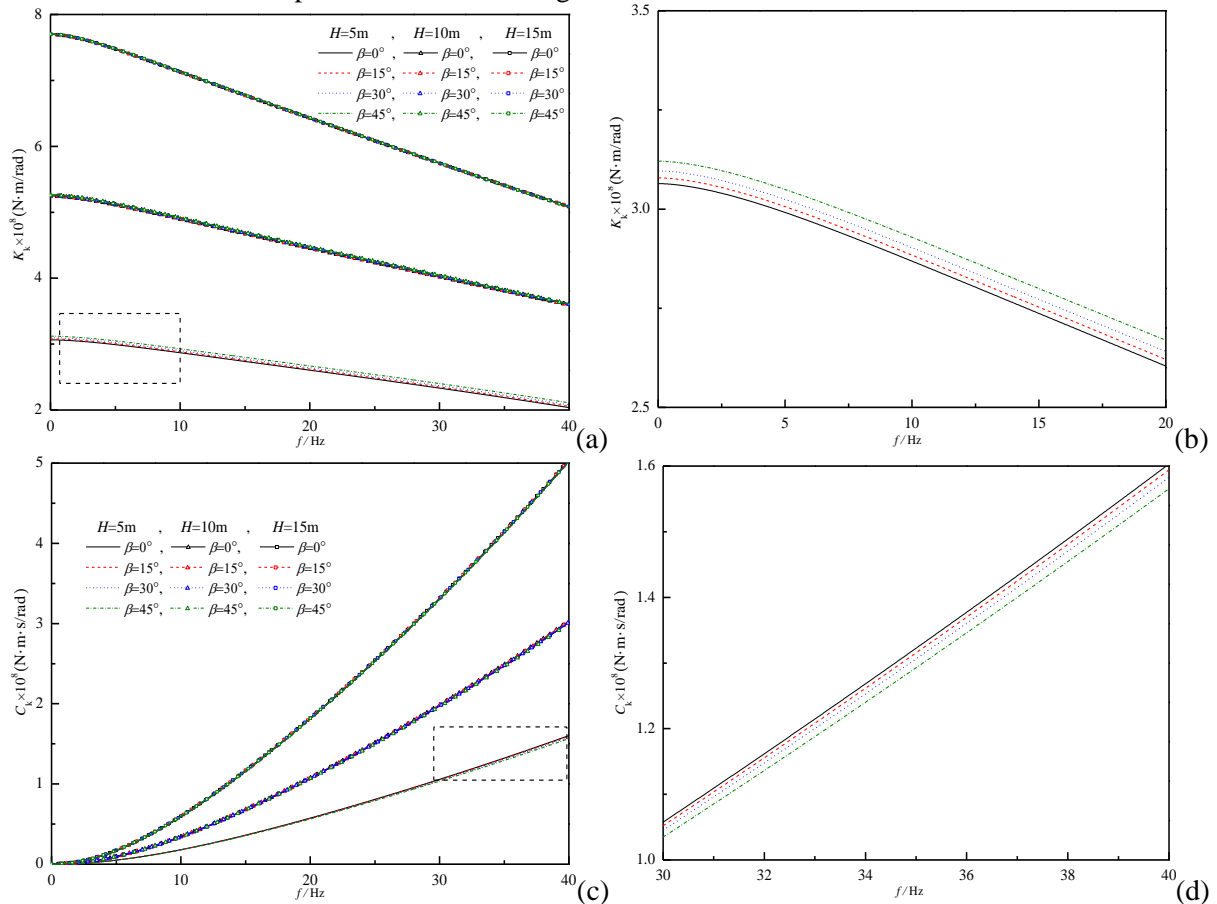 8
H=5m , H=10m , H=15m
β=0° , β=0°, β=0°
β=15°, β=15°, β=15°
β=30°, β=30°, β=30°
β=45°, β=45°, β=45°
6
4
2
0 10 20 30 40
f/Hz
K_k×10^8(N·m/rad)
(a)
3.5
3.0
2.5
0 5 10 15 20
f/Hz
K_k×10^8(N·m/rad)
(b)
5
4
H=5m , H=10m , H=15m
β=0° , β=0°, β=0°
β=15°, β=15°, β=15°
β=30°, β=30°, β=30°
β=45°, β=45°, β=45°
3
2
1
0
0 10 20 30 40
f/Hz
C_k×10^8(N·m·s/rad)
(c)
1.6
1.4
1.2
1.0
30 32 34 36 38 40
f/Hz
C_k×10^8(N·m·s/rad)
(d)